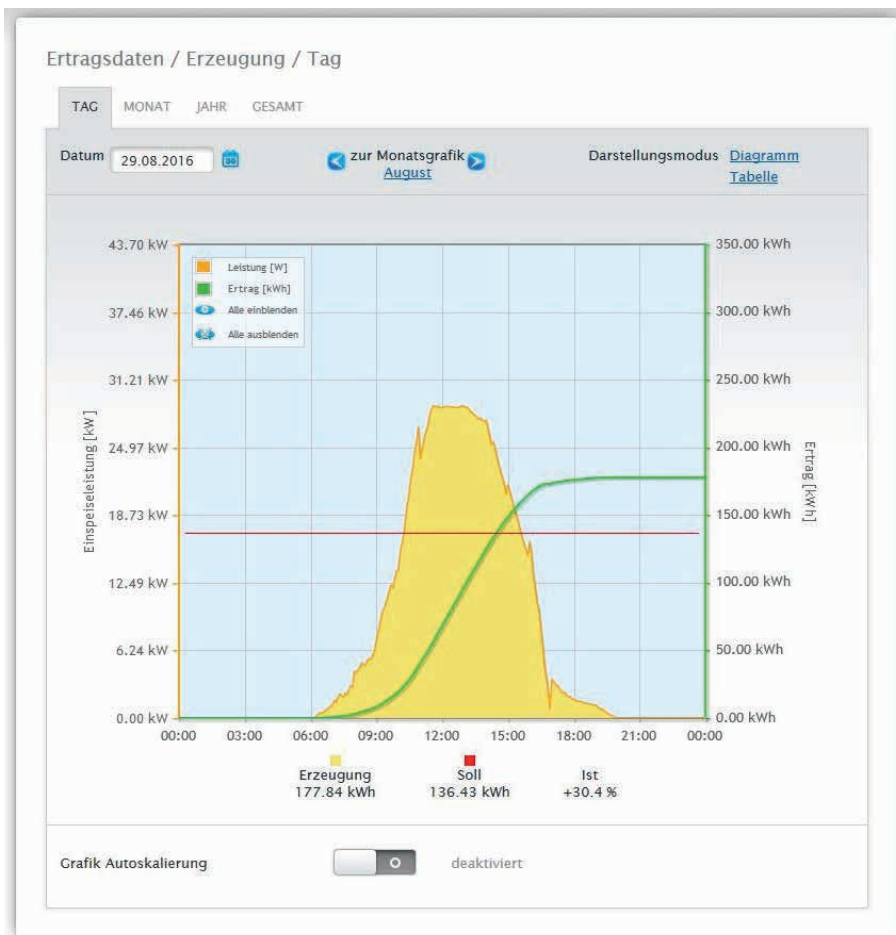 Ertragsdaten / Erzeugung / Tag
TAG MONAT JAHR GESAMT
Datum 29.08.2016 zur Monatsgrafik Darstellungsmodus Diagramm
August Tabelle
43.70 kW 350.00 kWh
Leistung [W]
Ertrag [kWh]
37.46 kW Alle einblenden 300.00 kWh
Alle ausblenden
31.21 kW 250.00 kWh
24.97 kW 200.00 kWh
Einspeiseleistung [kW]
Ertrag [kWh]
18.73 kW 150.00 kWh
12.49 kW 100.00 kWh
6.24 kW 50.00 kWh
0.00 kW 0.00 kWh
00:00 03:00 06:00 09:00 12:00 15:00 18:00 21:00 00:00
Erzeugung Soll Ist
177.84 kWh 136.43 kWh +30.4 %
Grafik Autoskalierung deaktiviert